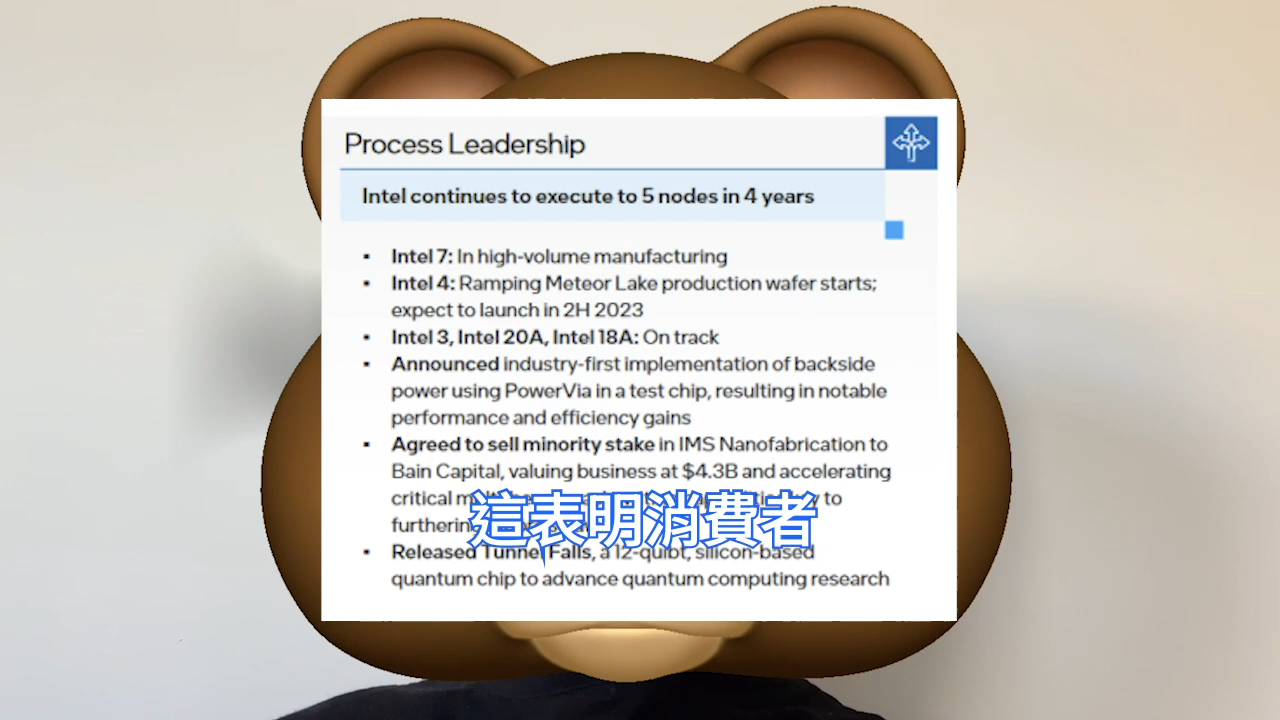 Process Leadership
Intel continues to execute to 5 nodes in 4 years
▪ Intel 7: In high-volume manufacturing
▪ Intel 4: Ramping Meteor Lake production wafer starts;
expect to launch in 2H 2023
▪ Intel 3, Intel 20A, Intel 18A: On track
▪ Announced industry-first implementation of backside
power using PowerVia in a test chip, resulting in notable
performance and efficiency gains
▪ Agreed to sell minority stake in IMS Nanofabrication to
Bain Capital, valuing business at $4.3B and accelerating
critical to
這表明消費者
▪ Released Tunnel Falls, a 12-quibt, silicon-based
quantum chip to advance quantum computing research